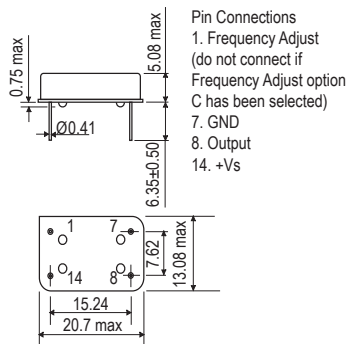 Pin Connections
1. Frequency Adjust
(do not connect if
Frequency Adjust option
C has been selected)
7. GND
8. Output
14. +Vs
0.75 max
5.08 max
Ø0.41
6.35±0.50
1
7
14
8
7.62
13.08 max
15.24
20.7 max